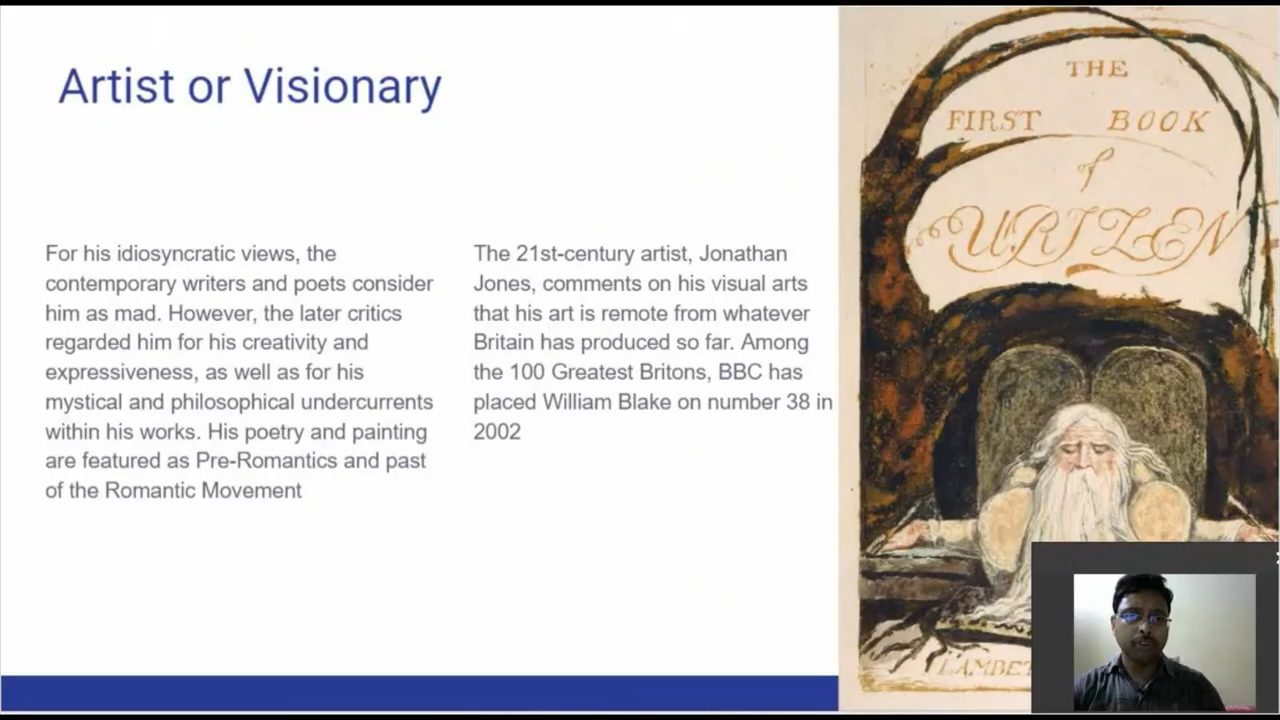 Artist or Visionary
For his idiosyncratic views, the
contemporary writers and poets consider
him as mad. However, the later critics
regarded him for his creativity and
expressiveness, as well as for his
mystical and philosophical undercurrents
within his works. His poetry and painting
are featured as Pre-Romantics and past
of the Romantic Movement
The 21st-century artist, Jonathan
Jones, comments on his visual arts
that his art is remote from whatever
Britain has produced so far. Among
the 100 Greatest Britons, BBC has
placed William Blake on number 38 in
2002
THE
FIRST BOOK
of
URIZEN
LAMBET